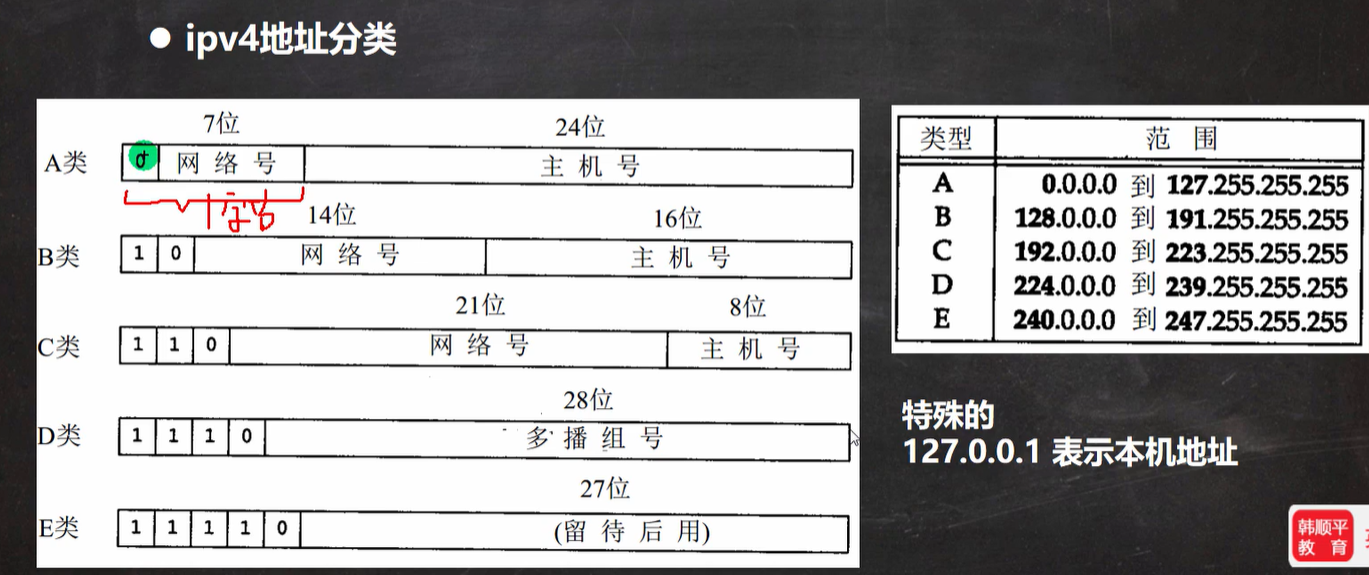 ● ipv4地址分类
7位 24位
A类 0 网络号 主机号
1字节
14位 16位
B类 1 0 网络号 主机号
21位 8位
C类 1 1 0 网络号 主机号
28位
D类 1 1 1 0 多播组号
27位
E类 1 1 1 1 0 (留待后用)
类型 范围
A 0.0.0.0 到 127.255.255.255
B 128.0.0.0 到 191.255.255.255
C 192.0.0.0 到 223.255.255.255
D 224.0.0.0 到 239.255.255.255
E 240.0.0.0 到 247.255.255.255
特殊的
127.0.0.1 表示本机地址
韩顺平
教育